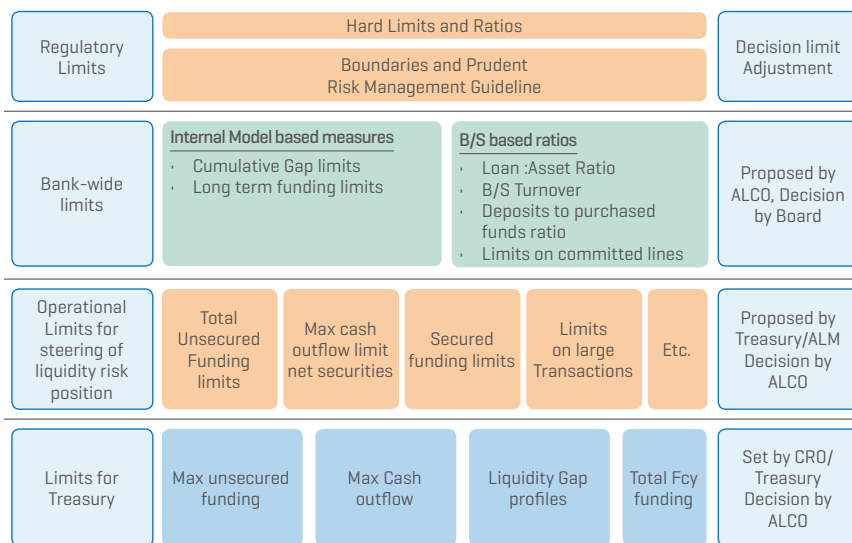 Regulatory
Limits
Hard Limits and Ratios
Boundaries and Prudent
Risk Management Guideline
Decision limit
Adjustment
Bank-wide
limits
Internal Model based measures
· Cumulative Gap limits
· Long term funding limits
B/S based ratios
· Loan :Asset Ratio
· B/S Turnover
· Deposits to purchased
funds ratio
· Limits on committed lines
Proposed by
ALCO, Decision
by Board
Operational
Limits for
steering of
liquidity risk
position
Total
Unsecured
Funding
limits
Max cash
outflow limit
net securities
Secured
funding limits
Limits
on large
Transactions
Etc.
Proposed by
Treasury/ALM
Decision by
ALCO
Limits for
Treasury
Max unsecured
funding
Max Cash
outflow
Liquidity Gap
profiles
Total Fcy
funding
Set by CRO/
Treasury
Decision by
ALCO